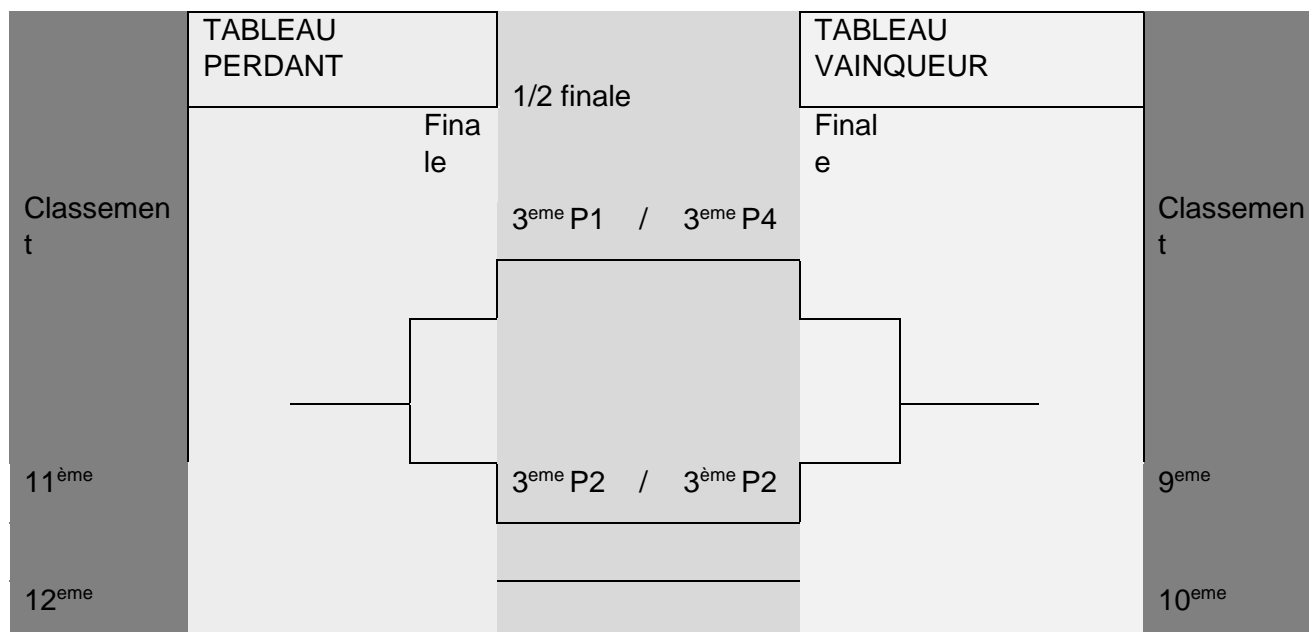 TABLEAU
PERDANT
TABLEAU
VAINQUEUR
1/2 finale
Fina
le
Final
e
Classemen
t
3eme P1 / 3eme P4
Classemen
t
11ème
3eme P2 / 3ème P2
9eme
12eme
10eme